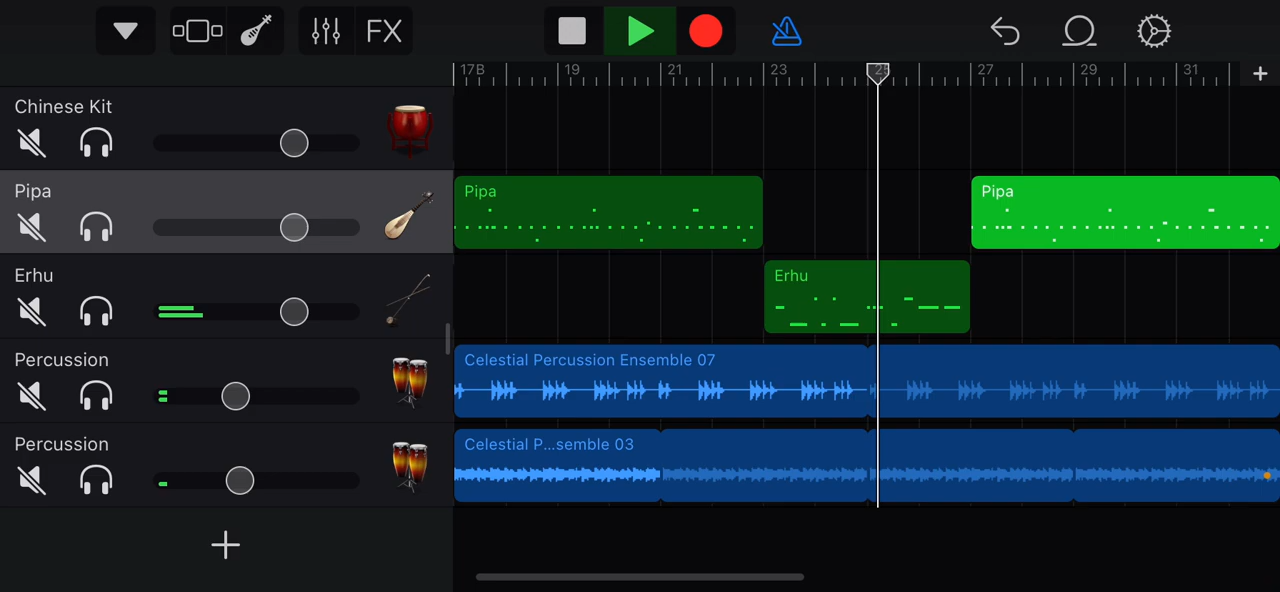 FX
17B 19 21 23 25 27 29 31
Chinese Kit
Pipa
Pipa
Pipa
Erhu
Erhu
Percussion
Celestial Percussion Ensemble 07
Percussion
Celestial P...semble 03